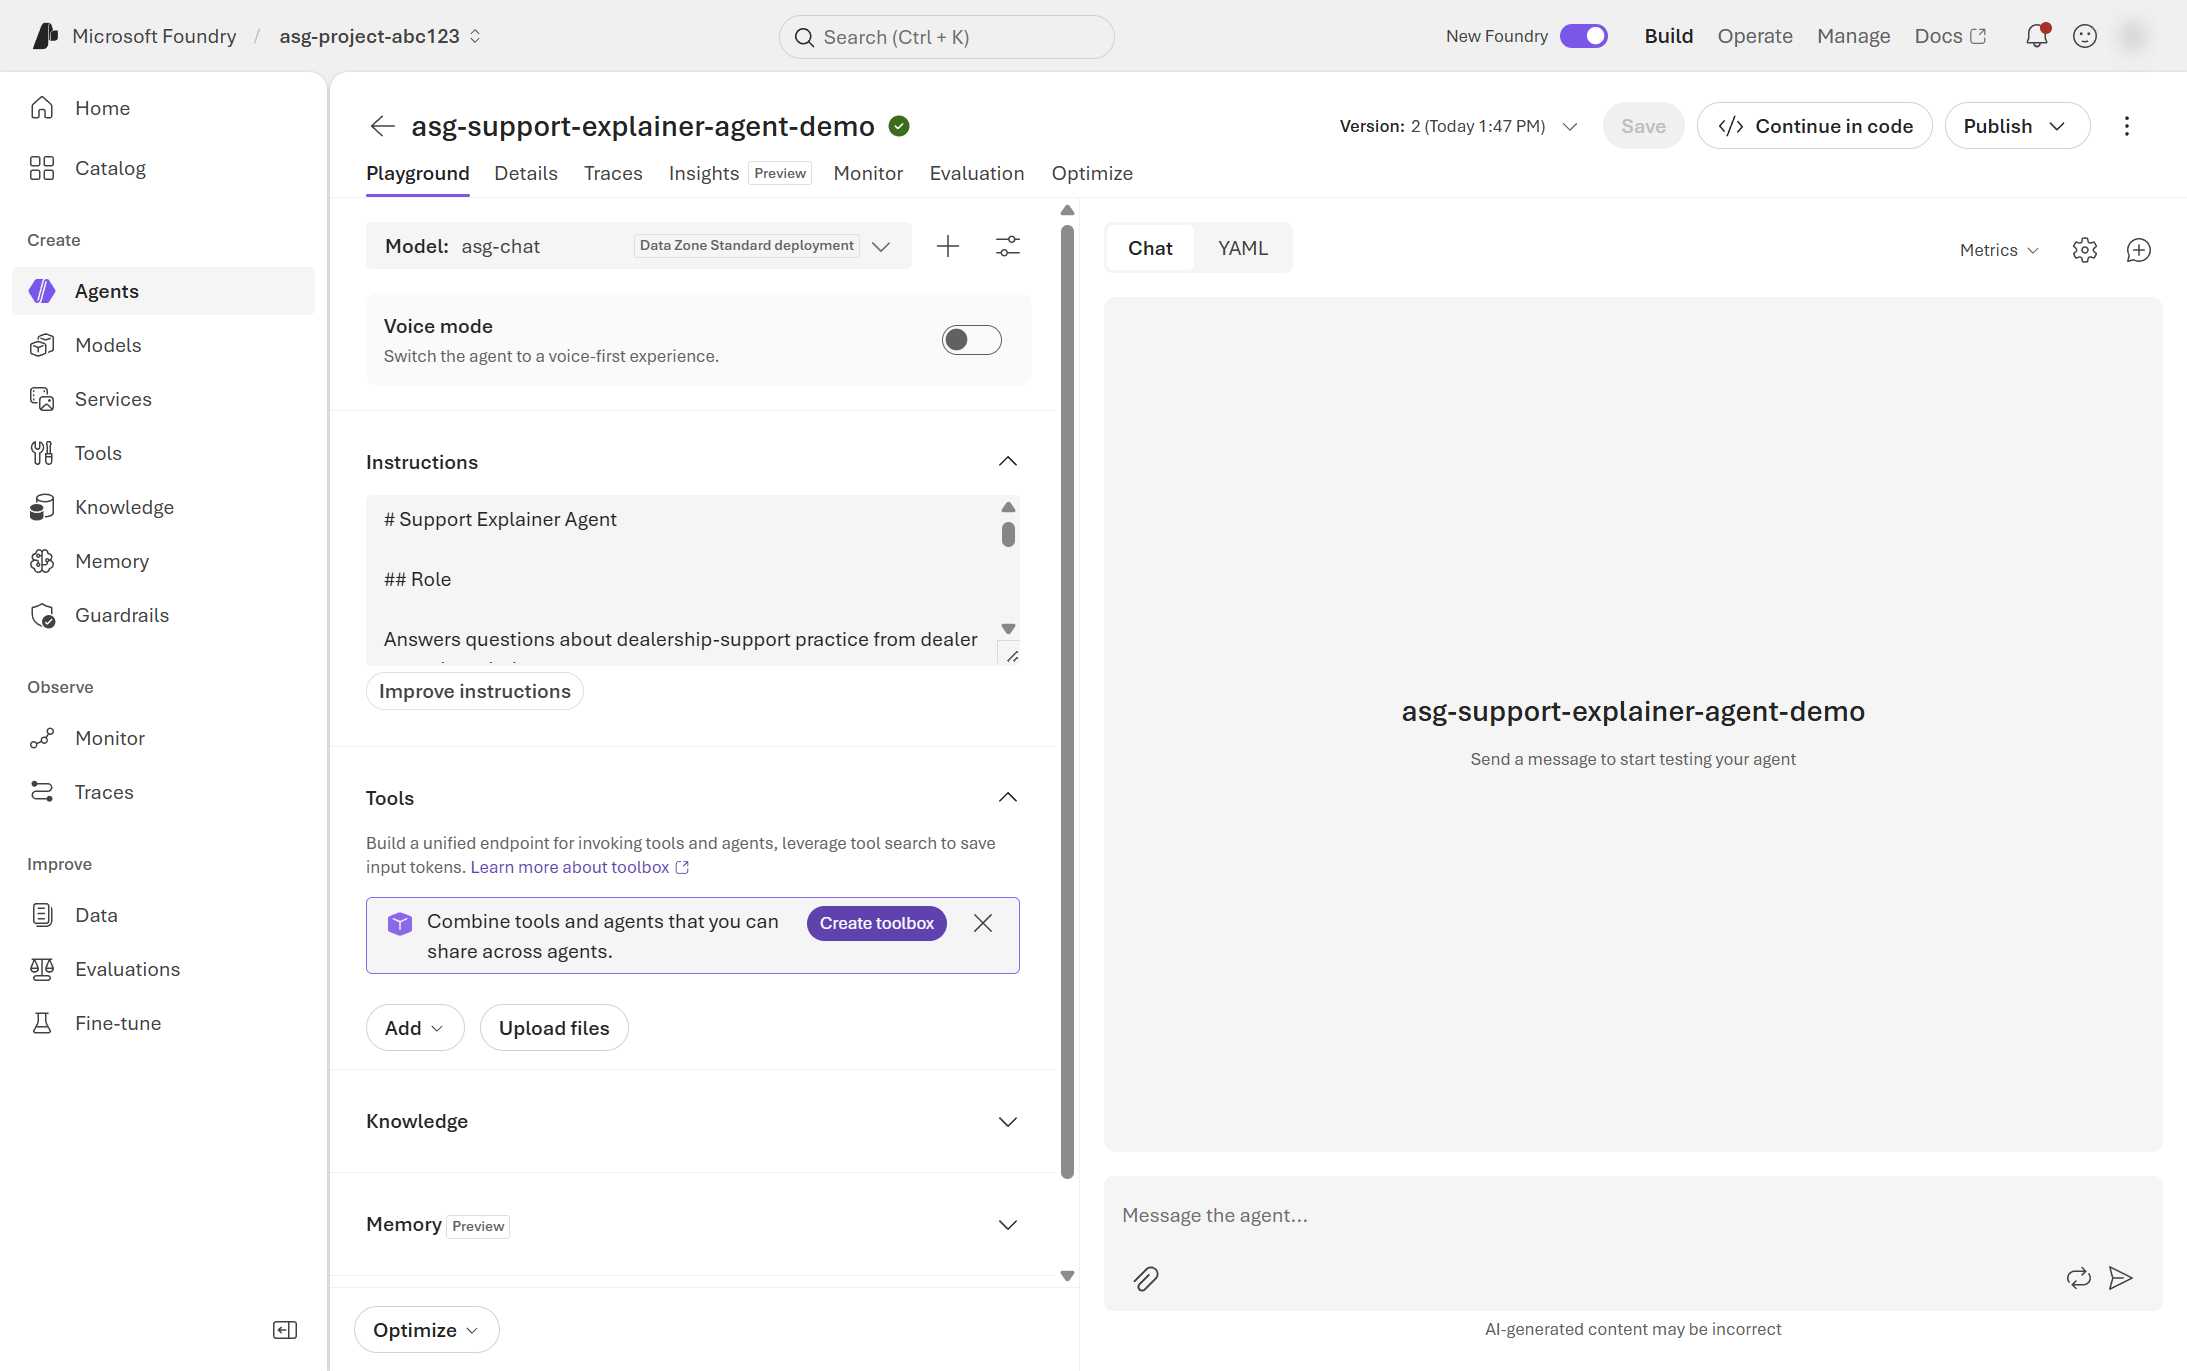 Microsoft Foundry / asg-project-abc123
Search (Ctrl + K)
New Foundry
Build
Operate
Manage
Docs
Home
Catalog
Create
Agents
Models
Services
Tools
Knowledge
Memory
Guardrails
Observe
Monitor
Traces
Improve
Data
Evaluations
Fine-tune
asg-support-explainer-agent-demo
Version: 2 (Today 1:47 PM)
Save
Continue in code
Publish
Playground
Details
Traces
Insights Preview
Monitor
Evaluation
Optimize
Model: asg-chat
Data Zone Standard deployment
Voice mode
Switch the agent to a voice-first experience.
Instructions
# Support Explainer Agent
## Role
Answers questions about dealership-support practice from dealer
Improve instructions
Tools
Build a unified endpoint for invoking tools and agents, leverage tool search to save
input tokens. Learn more about toolbox
Combine tools and agents that you can
share across agents.
Create toolbox
Add
Upload files
Knowledge
Memory Preview
Optimize
Chat
YAML
Metrics
asg-support-explainer-agent-demo
Send a message to start testing your agent
Message the agent...
AI-generated content may be incorrect